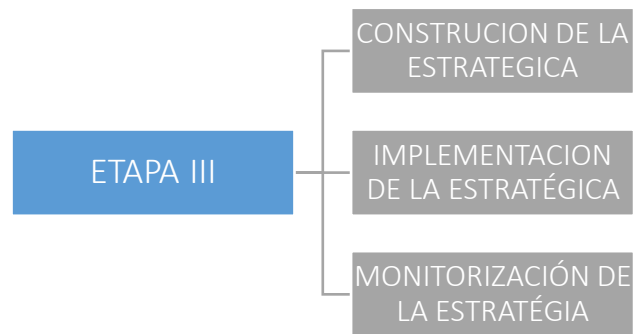 CONSTRUCION DE LA
ESTRATEGICA
ETAPA III
IMPLEMENTACION
DE LA ESTRATÉGICA
MONITORIZACIÓN DE
LA ESTRATÉGIA